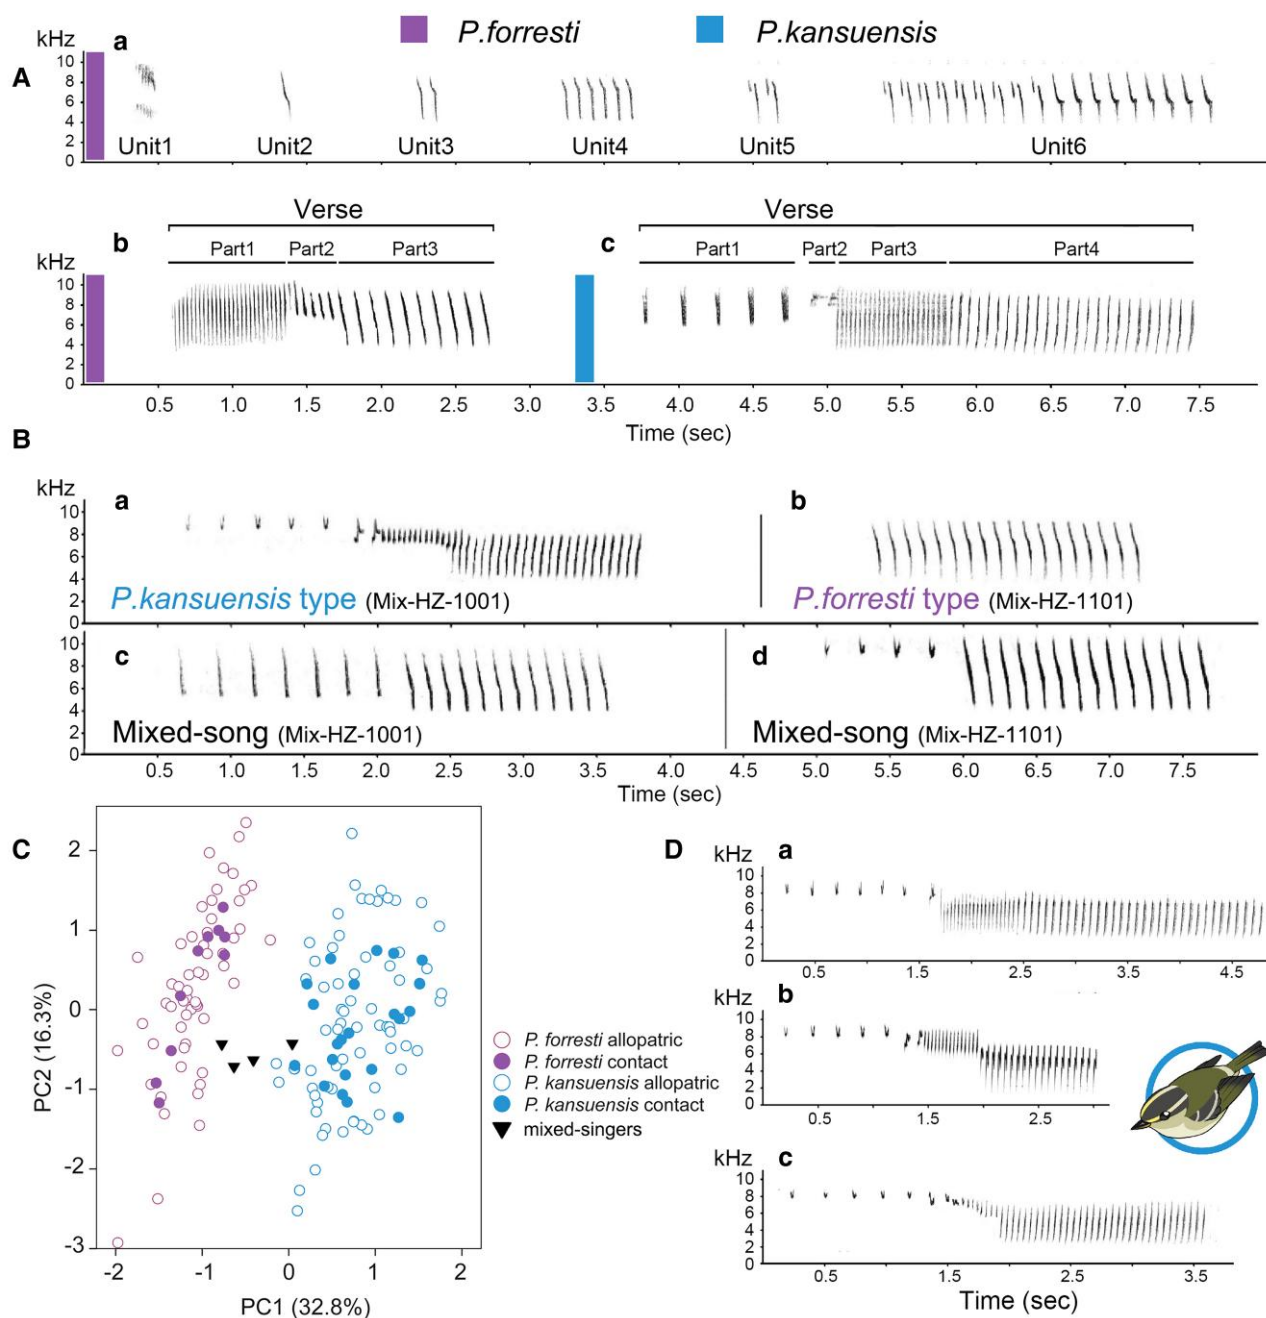 P.forresti P.kansuensis
A
a
kHz
10
8
6
4
2
0
Unit1 Unit2 Unit3 Unit4 Unit5 Unit6
Verse Verse
b
Part1 Part2 Part3
c
Part1 Part2 Part3 Part4
kHz
10
8
6
4
2
0
0.5 1.0 1.5 2.0 2.5 3.0 3.5 4.0 4.5 5.0 5.5 6.0 6.5 7.0 7.5
Time (sec)
B
kHz
a
b
10
8
6
4
2
0
P.kansuensis type (Mix-HZ-1001)
P.forresti type (Mix-HZ-1101)
c
d
10
8
6
4
2
0
Mixed-song (Mix-HZ-1001)
Mixed-song (Mix-HZ-1101)
0.5 1.0 1.5 2.0 2.5 3.0 3.5 4.0 4.5 5.0 5.5 6.0 6.5 7.0 7.5
Time (sec)
C
PC2 (16.3%)
2
1
0
-1
-2
-3
-2 -1 0 1 2
PC1 (32.8%)
P. forresti allopatric
P. forresti contact
P. kansuensis allopatric
P. kansuensis contact
mixed-singers
D
kHz
a
10
8
6
4
2
0
0.5 1.5 2.5 3.5 4.5
kHz
b
10
8
6
4
2
0
0.5 1.5 2.5
kHz
c
10
8
6
4
2
0
0.5 1.5 2.5 3.5
Time (sec)